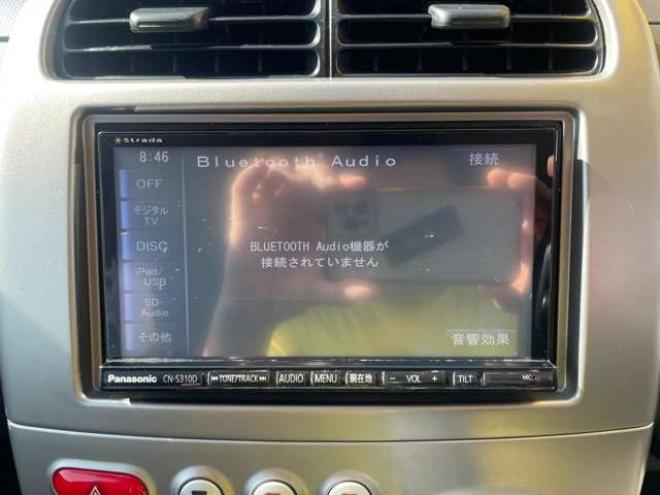 Strada
8:46
Bluetooth Audio
接続
OFF
デジタル
TV
DISC
iPod/
USB
SD-
Audio
その他
BLUETOOTH Audio機器が
接続されていません
音響効果
Panasonic CN-S310D TUNE/TRACK AUDIO MENU 現在地 − VOL + TILT MIC